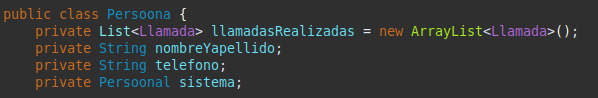 public class Persoona {
    private List<Llamada> llamadasRealizadas = new ArrayList<Llamada>();
    private String nombreYapellido;
    private String telefono;
    private Persoonal sistema;